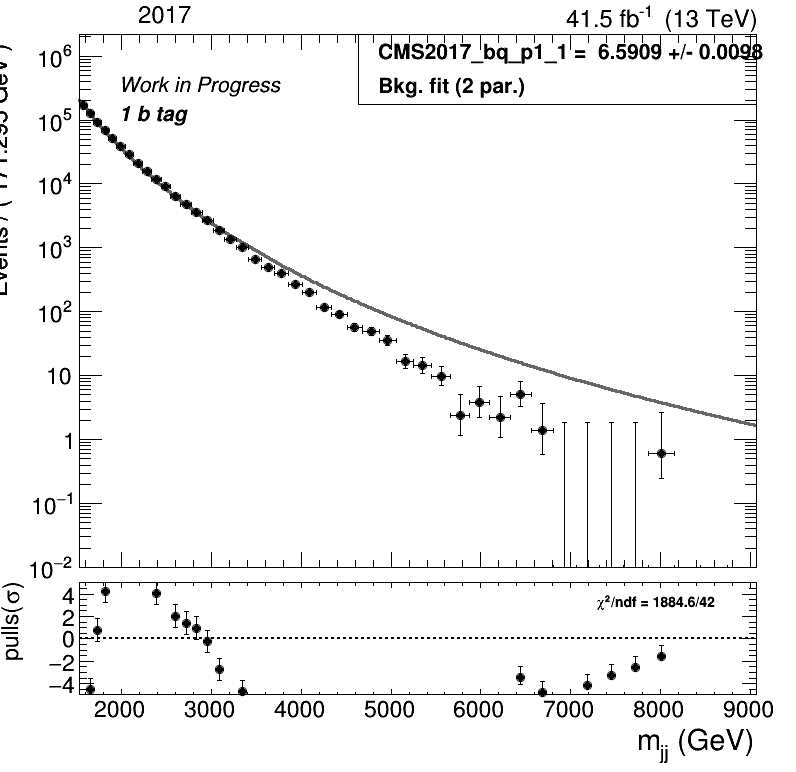 2017
41.5 fb⁻¹ (13 TeV)
CMS2017_bq_p1_1 = 6.5909 +/- 0.0098
Bkg. fit (2 par.)
Work in Progress
1 b tag
10⁶
10⁵
10⁴
10³
10²
10
1
10⁻¹
10⁻²
pulls(σ)
χ²/ndf = 1884.6/42
4
2
0
−2
−4
2000 3000 4000 5000 6000 7000 8000 9000
m_jj (GeV)